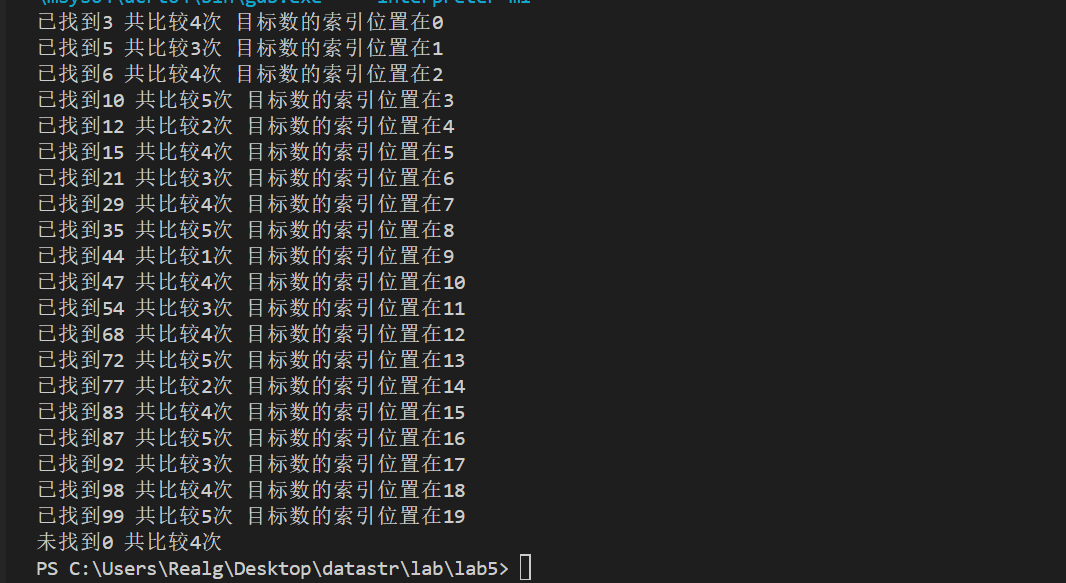 已找到3 共比较4次 目标数的索引位置在0
已找到5 共比较3次 目标数的索引位置在1
已找到6 共比较4次 目标数的索引位置在2
已找到10 共比较5次 目标数的索引位置在3
已找到12 共比较2次 目标数的索引位置在4
已找到15 共比较4次 目标数的索引位置在5
已找到21 共比较3次 目标数的索引位置在6
已找到29 共比较4次 目标数的索引位置在7
已找到35 共比较5次 目标数的索引位置在8
已找到44 共比较1次 目标数的索引位置在9
已找到47 共比较4次 目标数的索引位置在10
已找到54 共比较3次 目标数的索引位置在11
已找到68 共比较4次 目标数的索引位置在12
已找到72 共比较5次 目标数的索引位置在13
已找到77 共比较2次 目标数的索引位置在14
已找到83 共比较4次 目标数的索引位置在15
已找到87 共比较5次 目标数的索引位置在16
已找到92 共比较3次 目标数的索引位置在17
已找到98 共比较4次 目标数的索引位置在18
已找到99 共比较5次 目标数的索引位置在19
未找到0 共比较4次
PS C:\Users\Realg\Desktop\datastr\lab\lab5>